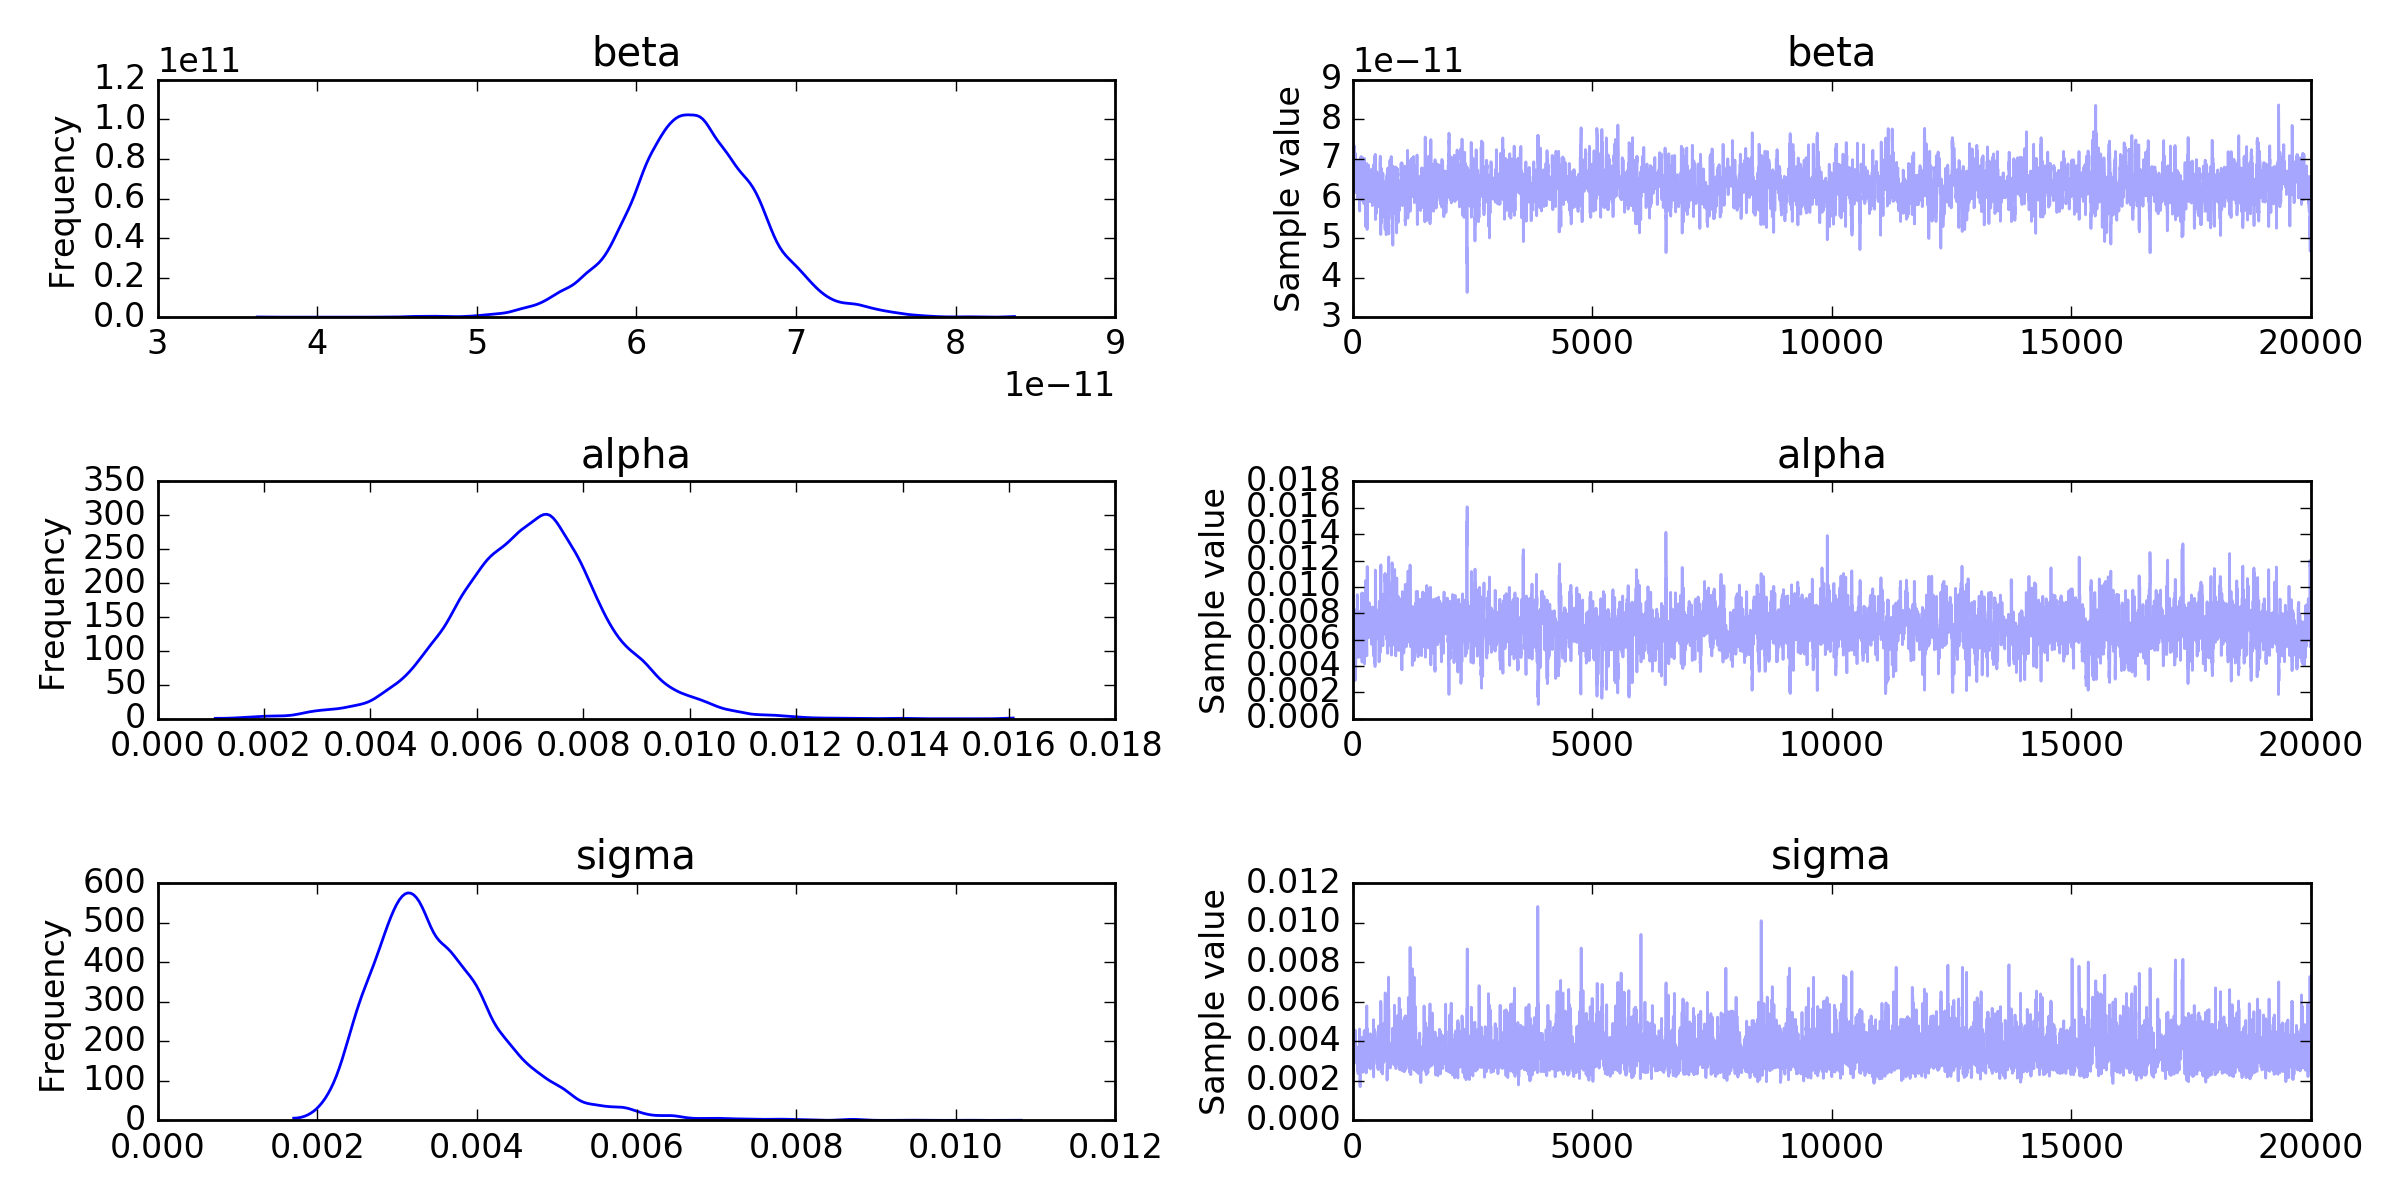 beta
1e11
1.2
1.0
0.8
0.6
0.4
0.2
0.0
Frequency
3 4 5 6 7 8 9
1e−11
beta
1e−11
9
8
7
6
5
4
3
Sample value
0 5000 10000 15000 20000
alpha
350
300
250
200
150
100
50
0
Frequency
0.000 0.002 0.004 0.006 0.008 0.010 0.012 0.014 0.016 0.018
alpha
0.018
0.016
0.014
0.012
0.010
0.008
0.006
0.004
0.002
0.000
Sample value
0 5000 10000 15000 20000
sigma
600
500
400
300
200
100
0
Frequency
0.000 0.002 0.004 0.006 0.008 0.010 0.012
sigma
0.012
0.010
0.008
0.006
0.004
0.002
0.000
Sample value
0 5000 10000 15000 20000